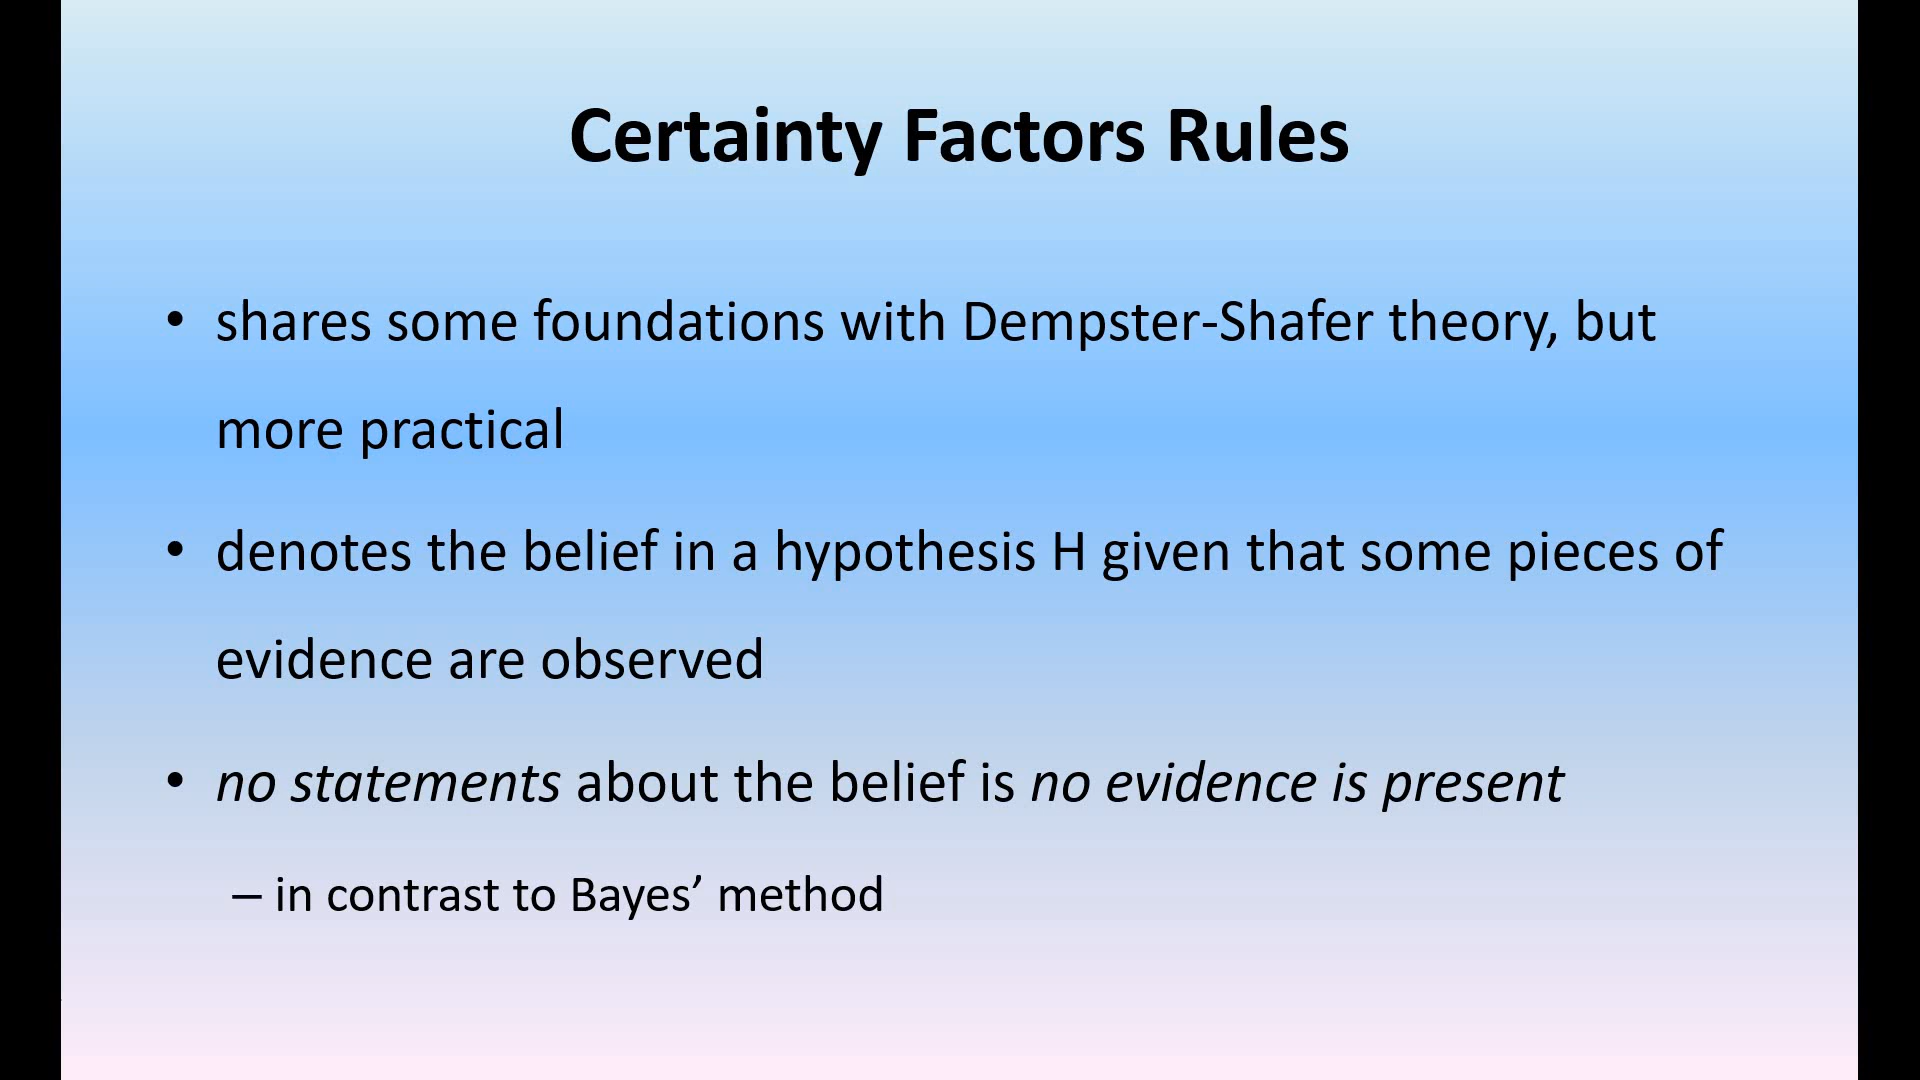 Certainty Factors Rules
• shares some foundations with Dempster-Shafer theory, but
more practical
• denotes the belief in a hypothesis H given that some pieces of
evidence are observed
• no statements about the belief is no evidence is present
– in contrast to Bayes’ method